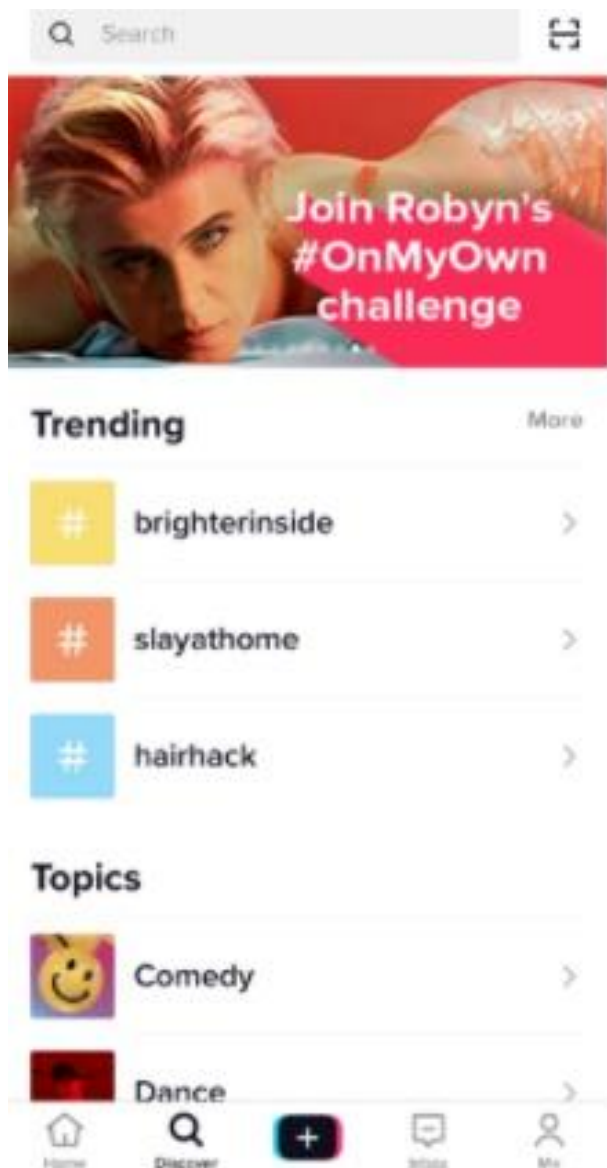 Search
Join Robyn's
#OnMyOwn
challenge
Trending
More
# brighterinside
# slayathome
# hairhack
Topics
Comedy
Dance
Home
Discover
Inbox
Me